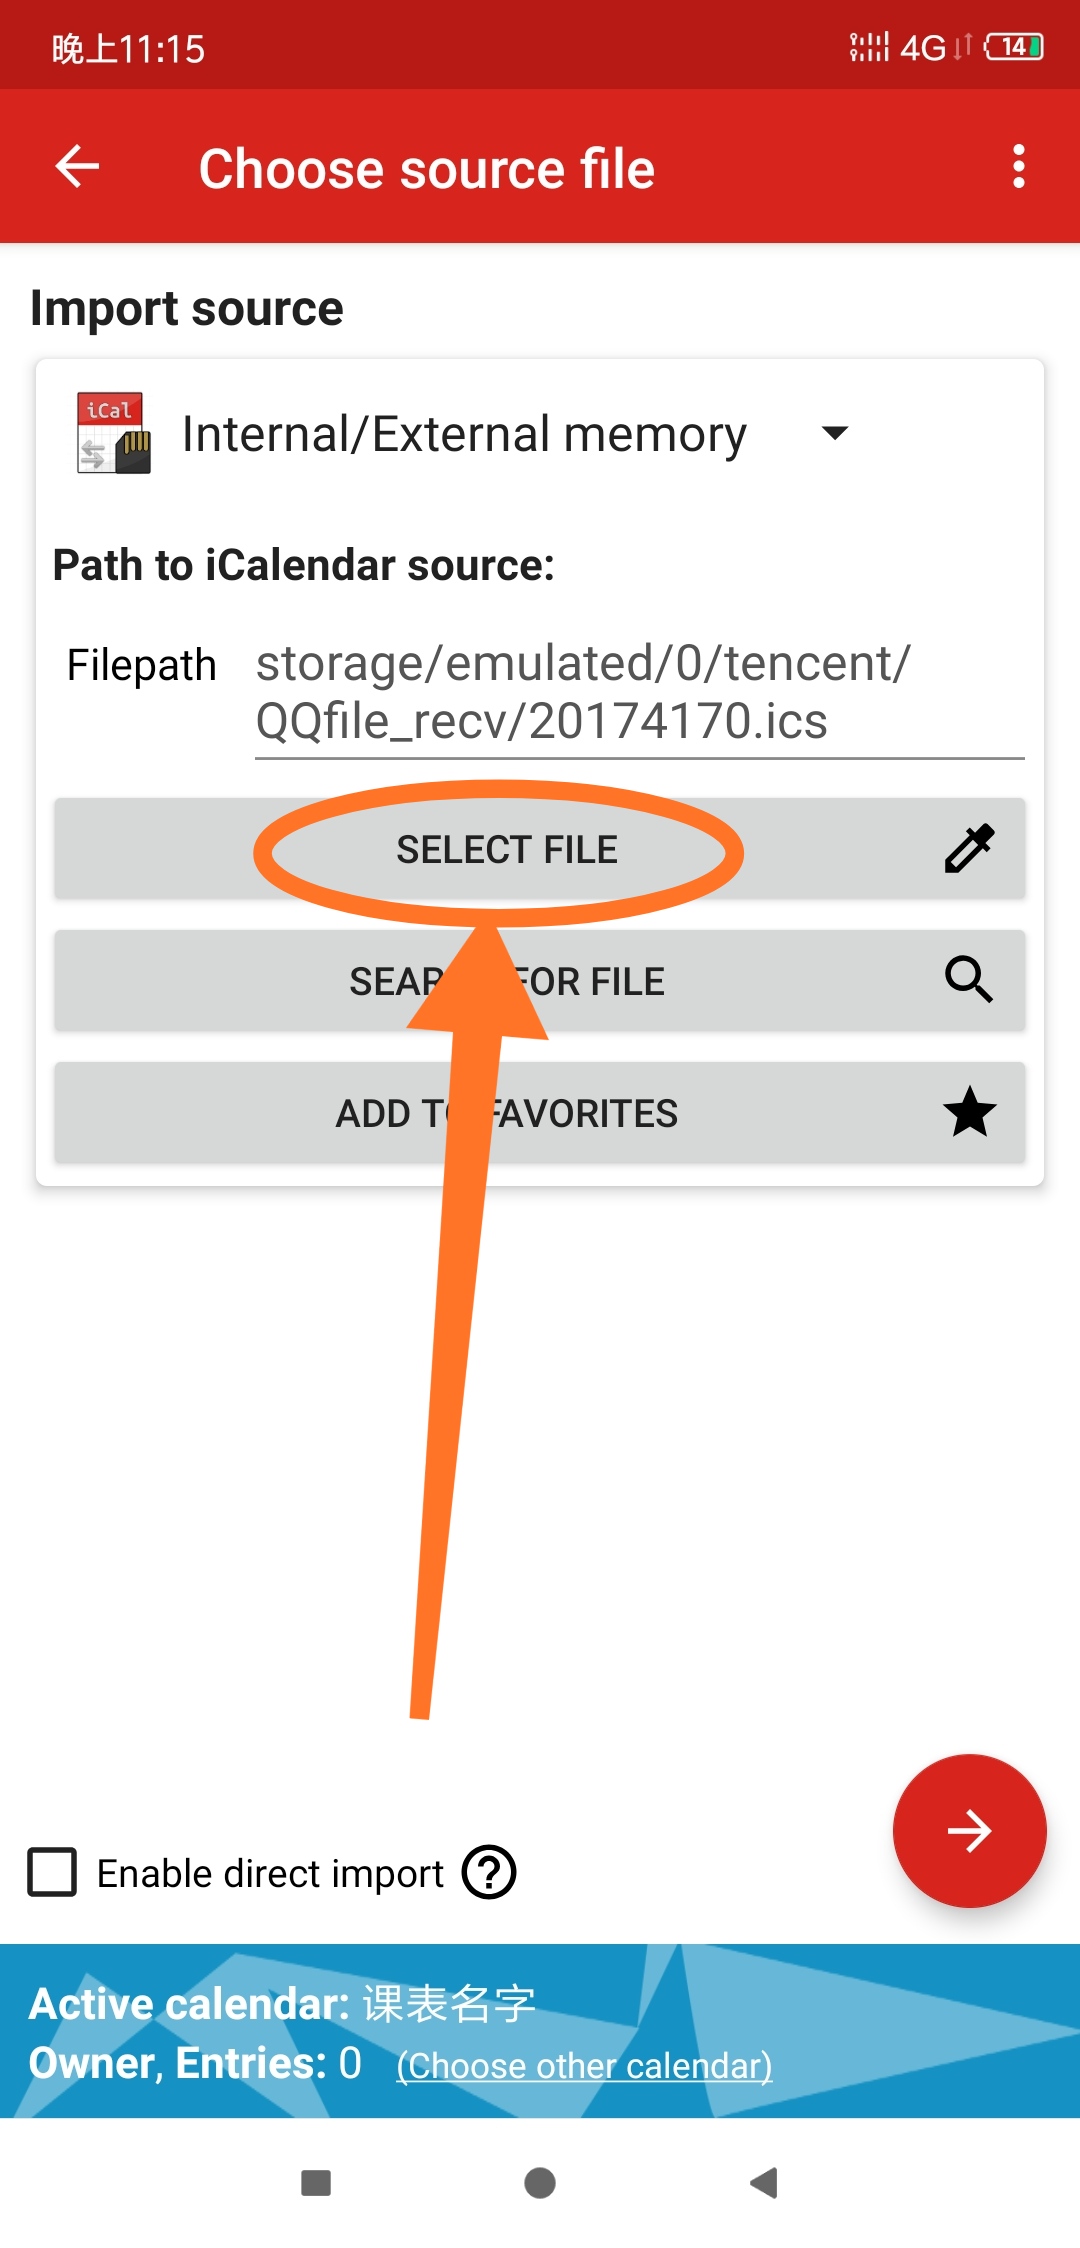 晚上11:15
4G
14
Choose source file
Import source
iCal
Internal/External memory
Path to iCalendar source:
Filepath
storage/emulated/0/tencent/
QQfile_recv/20174170.ics
SELECT FILE
SEAR FOR FILE
ADD TO FAVORITES
Enable direct import
Active calendar: 课表名字
Owner, Entries: 0 (Choose other calendar)